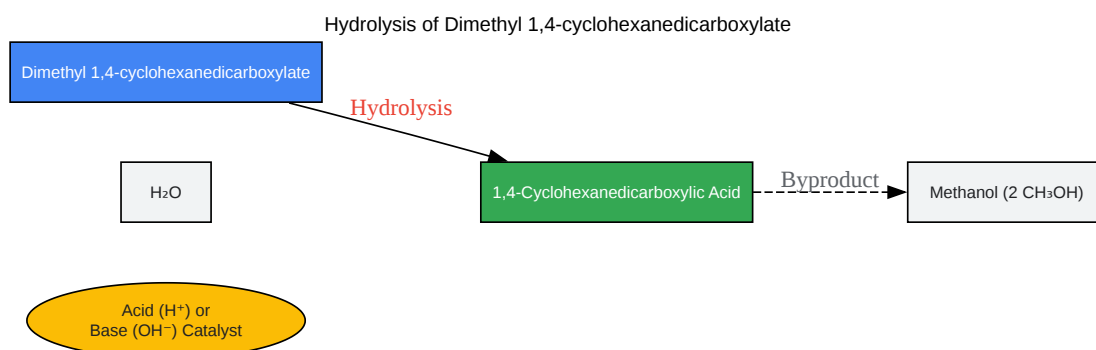 Hydrolysis of Dimethyl 1,4-cyclohexanedicarboxylate
Dimethyl 1,4-cyclohexanedicarboxylate
Hydrolysis
H₂O
1,4-Cyclohexanedicarboxylic Acid
Byproduct
Methanol (2 CH₃OH)
Acid (H⁺) or
Base (OH⁻) Catalyst